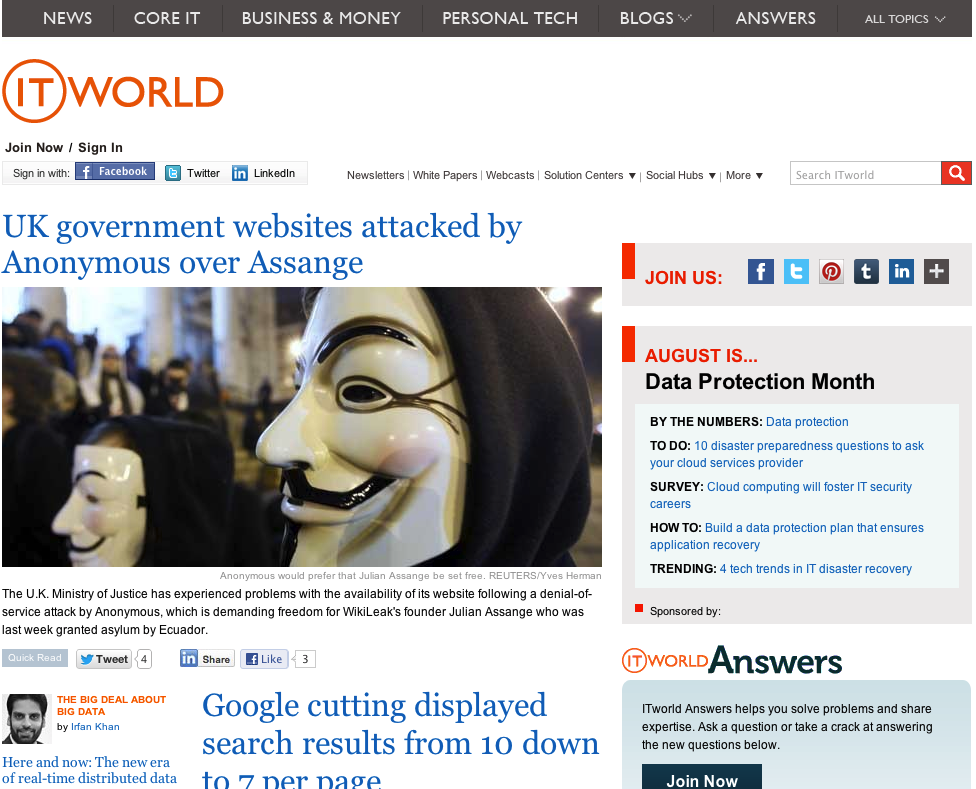 NEWS
CORE IT
BUSINESS & MONEY
PERSONAL TECH
BLOGS
ANSWERS
ALL TOPICS
ITWORLD
Join Now / Sign In
Sign in with: Facebook Twitter LinkedIn
Newsletters | White Papers | Webcasts | Solution Centers ▼ | Social Hubs ▼ | More ▼
Search ITworld
UK government websites attacked by
Anonymous over Assange
Anonymous would prefer that Julian Assange be set free. REUTERS/Yves Herman
The U.K. Ministry of Justice has experienced problems with the availability of its website following a denial-of-
service attack by Anonymous, which is demanding freedom for WikiLeak's founder Julian Assange who was
last week granted asylum by Ecuador.
Quick Read
Tweet 4
in Share
Like 3
THE BIG DEAL ABOUT
BIG DATA
by Irfan Khan
Here and now: The new era
of real-time distributed data
Google cutting displayed
search results from 10 down
to 7 per page
JOIN US:
AUGUST IS...
Data Protection Month
BY THE NUMBERS: Data protection
TO DO: 10 disaster preparedness questions to ask
your cloud services provider
SURVEY: Cloud computing will foster IT security
careers
HOW TO: Build a data protection plan that ensures
application recovery
TRENDING: 4 tech trends in IT disaster recovery
Sponsored by:
ITWORLD Answers
ITworld Answers helps you solve problems and share
expertise. Ask a question or take a crack at answering
the new questions below.
Join Now